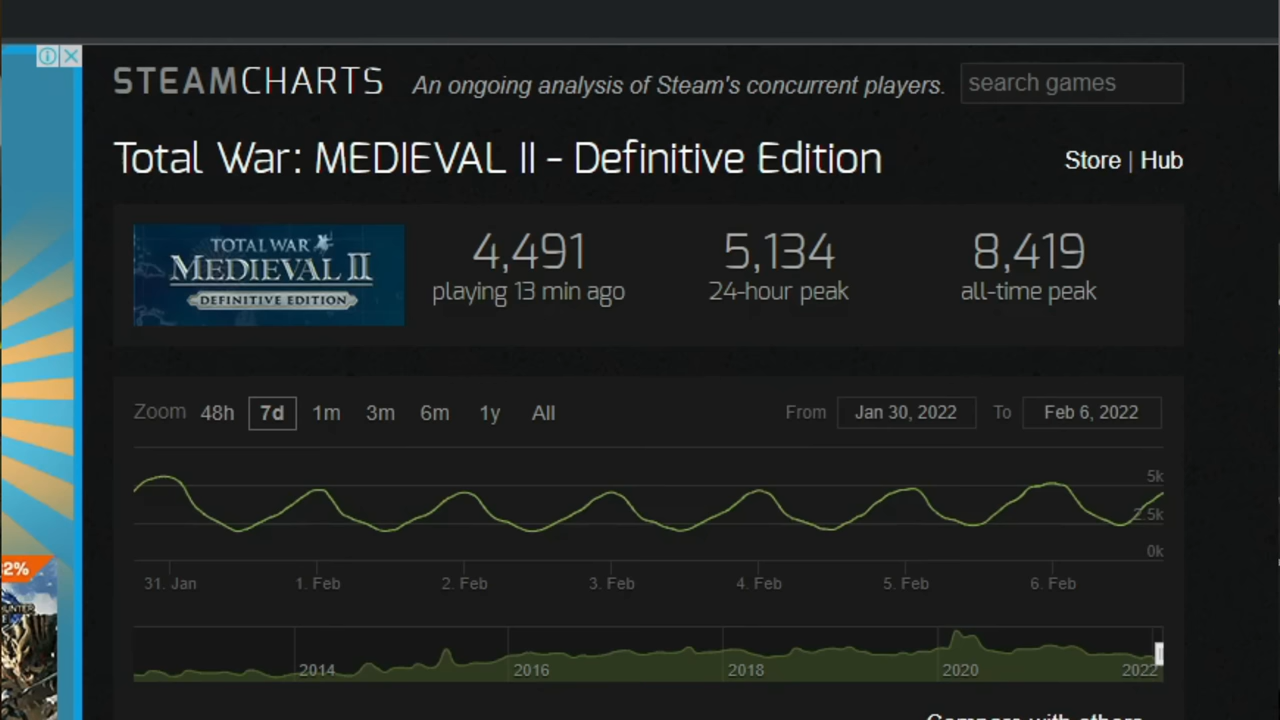 STEAMCHARTS An ongoing analysis of Steam's concurrent players. search games
Total War: MEDIEVAL II - Definitive Edition Store | Hub
TOTAL WAR
MEDIEVAL II
DEFINITIVE EDITION
4,491 5,134 8,419
playing 13 min ago 24-hour peak all-time peak
Zoom 48h 7d 1m 3m 6m 1y All From Jan 30, 2022 To Feb 6, 2022
5k
2.5k
0k
31. Jan 1. Feb 2. Feb 3. Feb 4. Feb 5. Feb 6. Feb
2%
2014 2016 2018 2020 2022
Compare with others